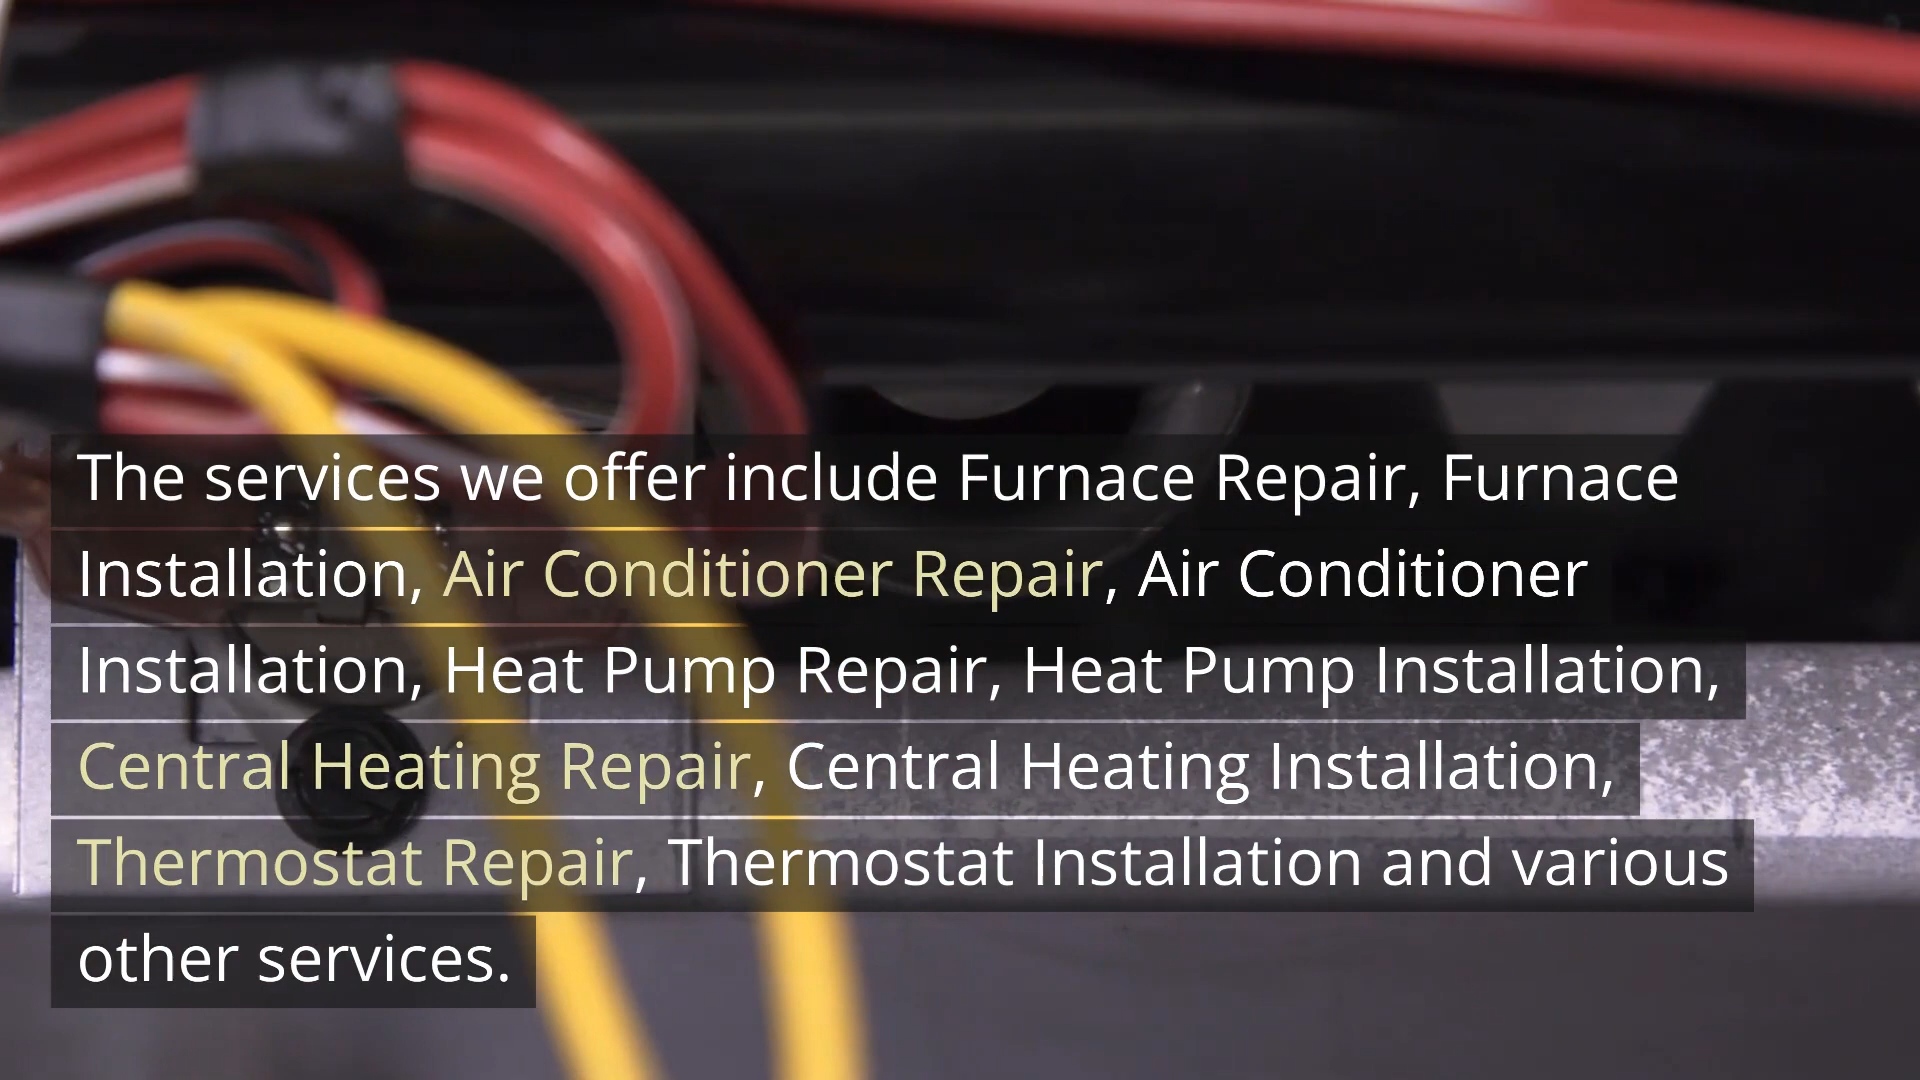 The services we offer include Furnace Repair, Furnace
Installation, Air Conditioner Repair, Air Conditioner
Installation, Heat Pump Repair, Heat Pump Installation,
Central Heating Repair, Central Heating Installation,
Thermostat Repair, Thermostat Installation and various
other services.